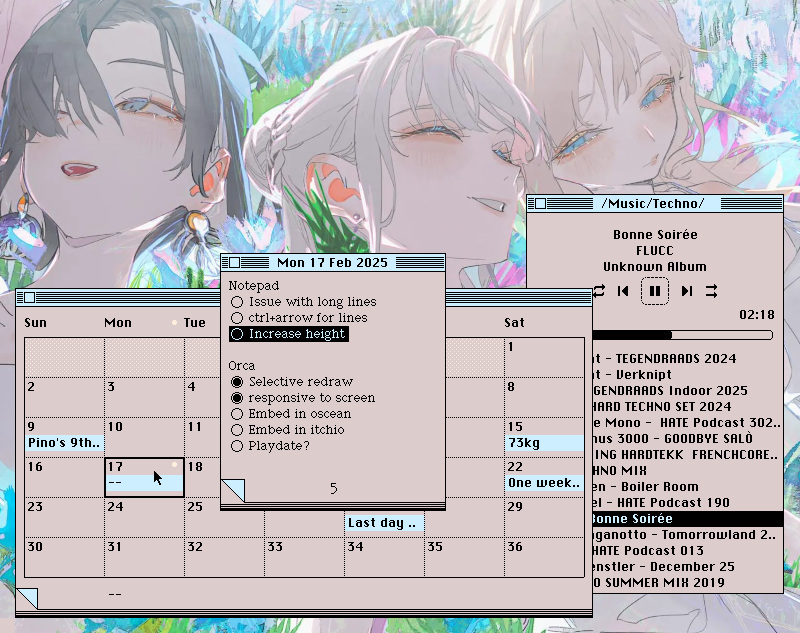 /Music/Techno/
Bonne Soirée
FLUCC
Unknown Album
02:18
nt - TEGENDRAADS 2024
nt - Verknipt
GENDRAADS Indoor 2025
HARD TECHNO SET 2024
e Mono - HATE Podcast 302..
nus 3000 - GOODBYE SALÒ
ING HARDTEKK FRENCHCORE..
HNO MIX
en - Boiler Room
el - HATE Podcast 190
Bonne Soirée
aganotto - Tomorrowland 2..
HATE Podcast 013
enstler - December 25
O SUMMER MIX 2019
Mon 17 Feb 2025
Notepad
Issue with long lines
ctrl+arrow for lines
Increase height
Orca
Selective redraw
responsive to screen
Embed in oscean
Embed in itchio
Playdate?
5
Sun Mon Tue Sat
1
2 3 4 8
9 10 11 15
Pino's 9th.. 73kg
16 17 18 22
-- One week..
23 24 25 29
Last day ..
30 31 32 33 34 35 36
--